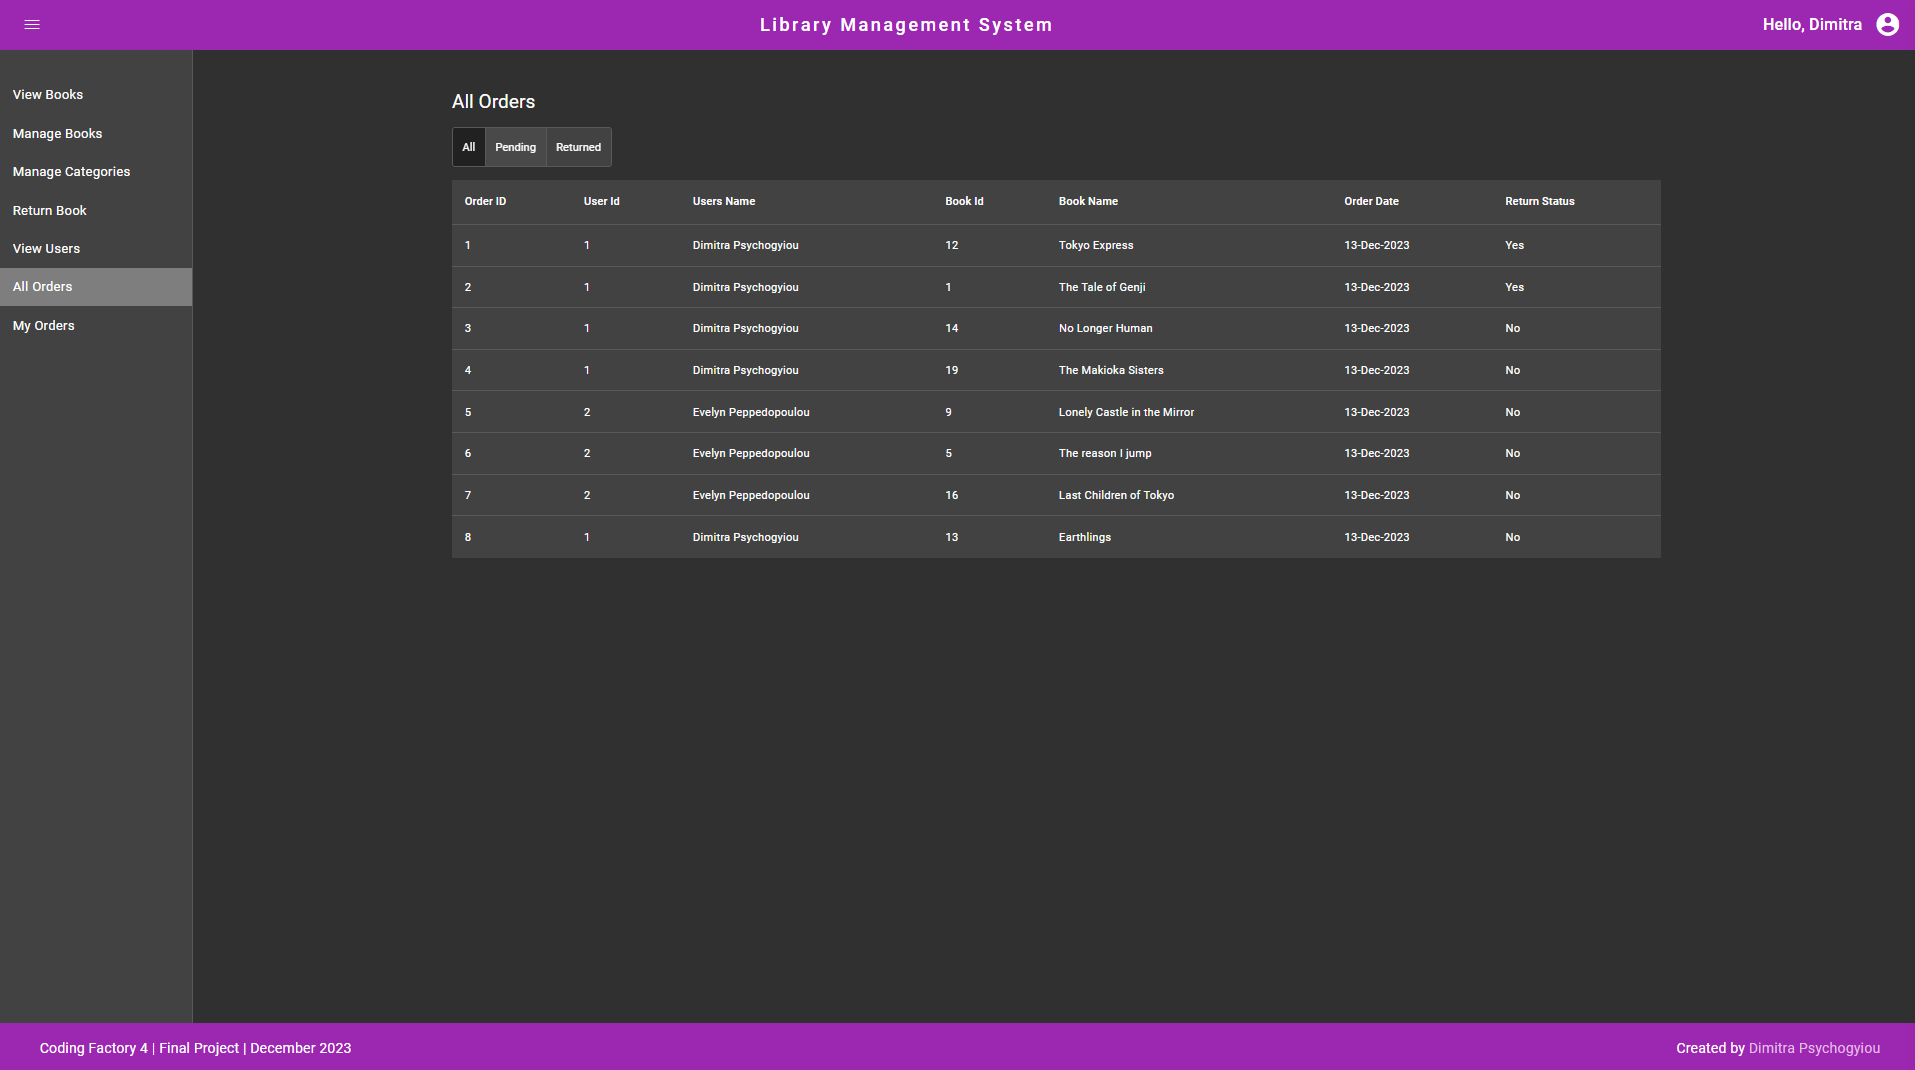 Library Management System
Hello, Dimitra
View Books
Manage Books
Manage Categories
Return Book
View Users
All Orders
My Orders
All Orders
All Pending Returned
Order ID User Id Users Name Book Id Book Name Order Date Return Status
1 1 Dimitra Psychogyiou 12 Tokyo Express 13-Dec-2023 Yes
2 1 Dimitra Psychogyiou 1 The Tale of Genji 13-Dec-2023 Yes
3 1 Dimitra Psychogyiou 14 No Longer Human 13-Dec-2023 No
4 1 Dimitra Psychogyiou 19 The Makioka Sisters 13-Dec-2023 No
5 2 Evelyn Peppedopoulou 9 Lonely Castle in the Mirror 13-Dec-2023 No
6 2 Evelyn Peppedopoulou 5 The reason I jump 13-Dec-2023 No
7 2 Evelyn Peppedopoulou 16 Last Children of Tokyo 13-Dec-2023 No
8 1 Dimitra Psychogyiou 13 Earthlings 13-Dec-2023 No
Coding Factory 4 | Final Project | December 2023
Created by Dimitra Psychogyiou